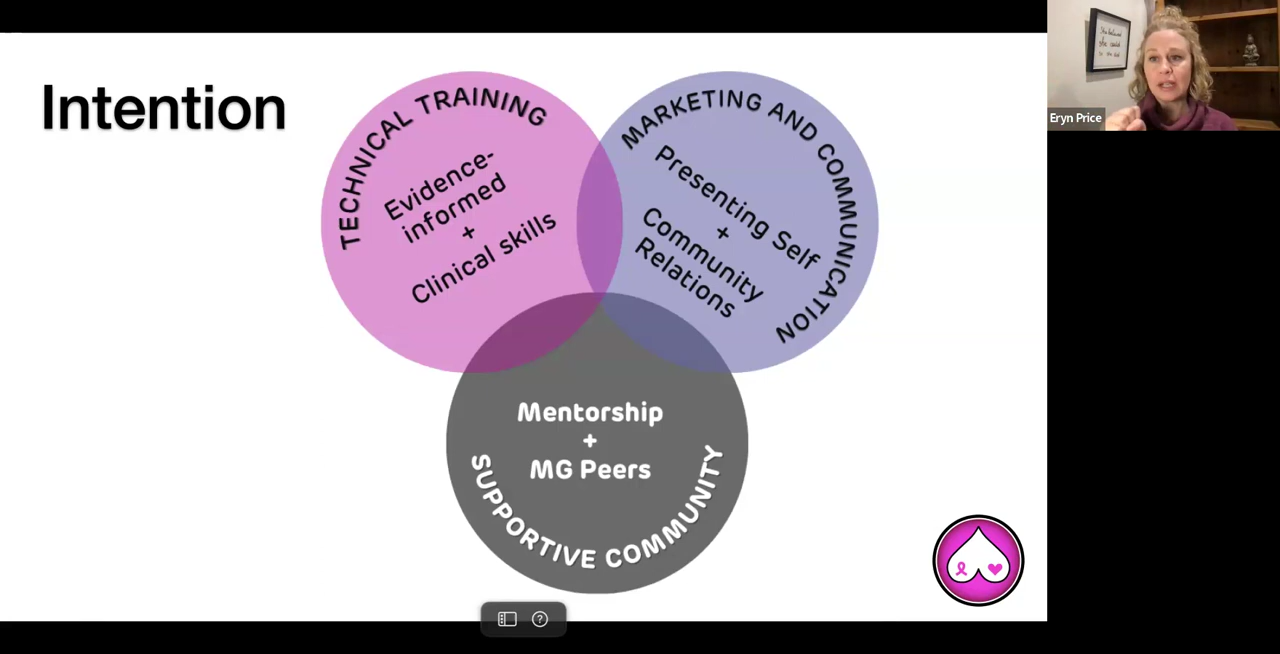 Intention
TECHNICAL TRAINING
Evidence-
informed
+
Clinical skills
MARKETING AND COMMUNICATION
Presenting Self
+
Community
Relations
Mentorship
+
MG Peers
SUPPORTIVE COMMUNITY
Eryn Price
?